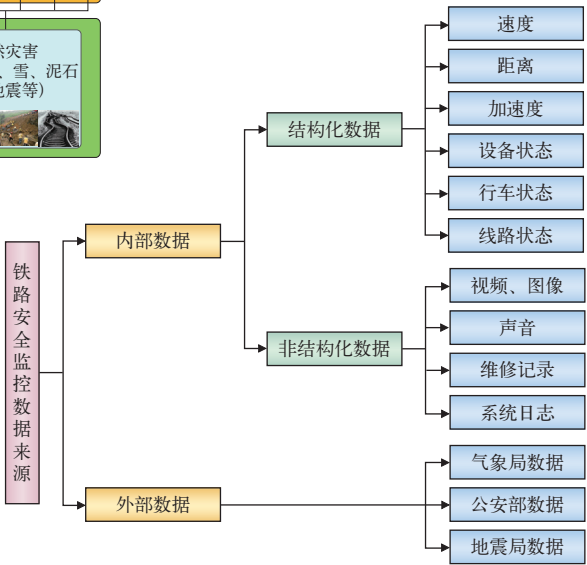 灾害
、雪、泥石
震等)
铁路安全监控数据来源
内部数据
结构化数据
速度
距离
加速度
设备状态
行车状态
线路状态
非结构化数据
视频、图像
声音
维修记录
系统日志
外部数据
气象局数据
公安部数据
地震局数据